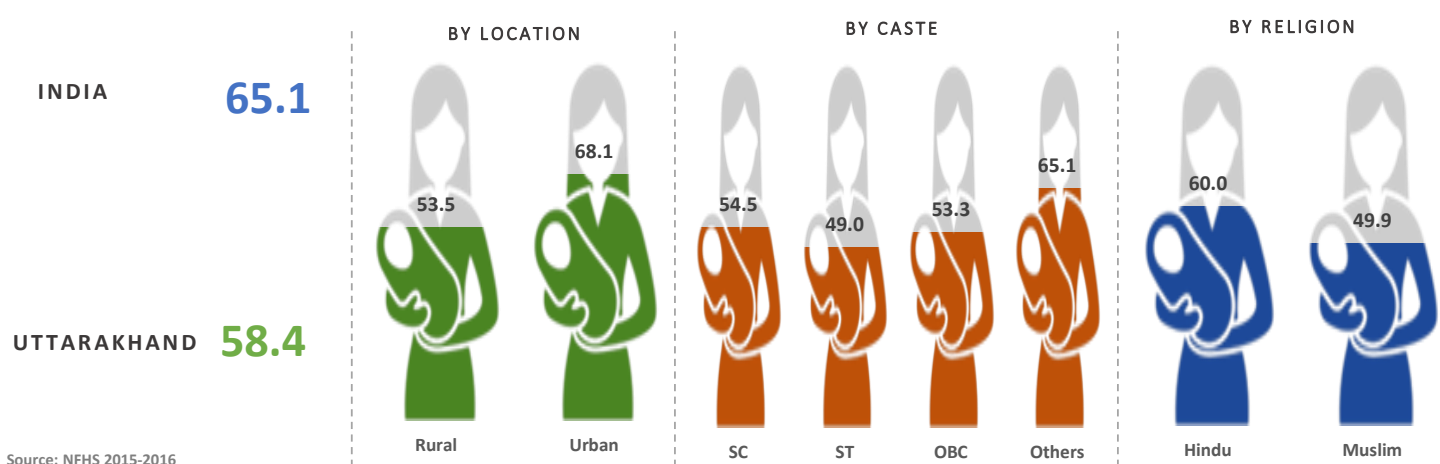 BY LOCATION
BY CASTE
BY RELIGION
INDIA 65.1
68.1
65.1
53.5
54.5
49.0
53.3
60.0
49.9
UTTARAKHAND 58.4
Rural Urban SC ST OBC Others Hindu Muslim
Source: NFHS 2015-2016